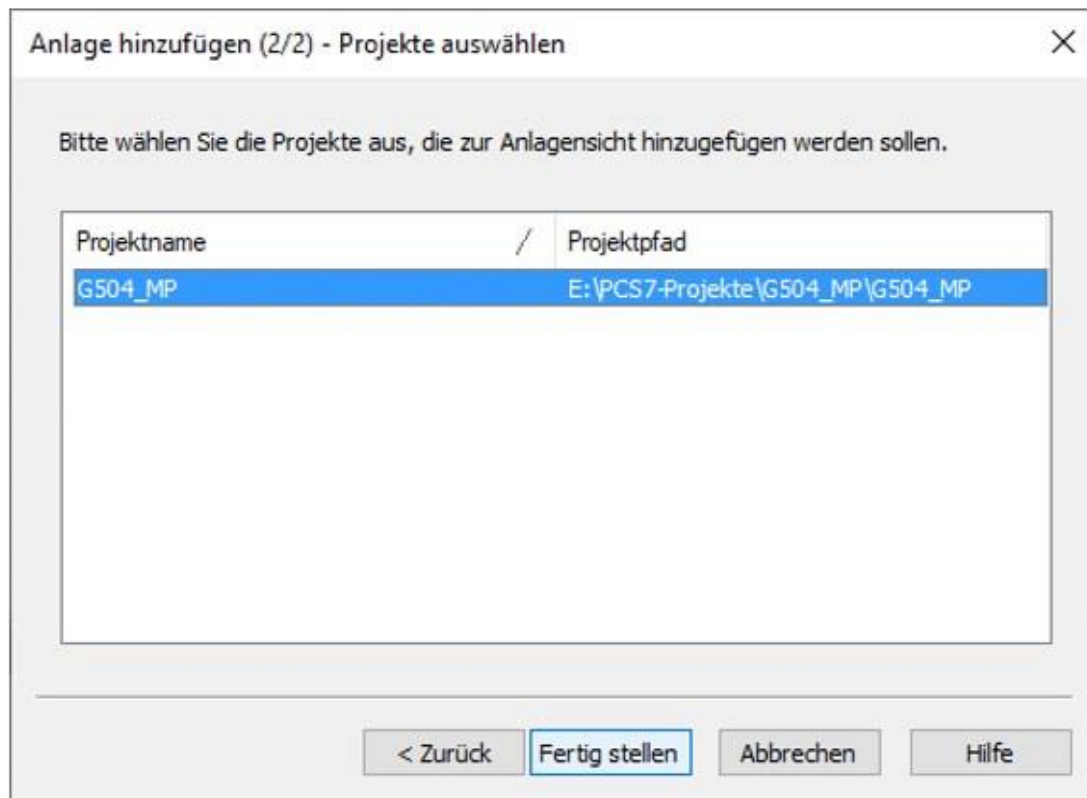 Anlage hinzufügen (2/2) - Projekte auswählen
Bitte wählen Sie die Projekte aus, die zur Anlagensicht hinzugefügen werden sollen.
Projektname / Projektpfad
G504_MP E:\PCS7-Projekte\G504_MP\G504_MP
< Zurück Fertig stellen Abbrechen Hilfe